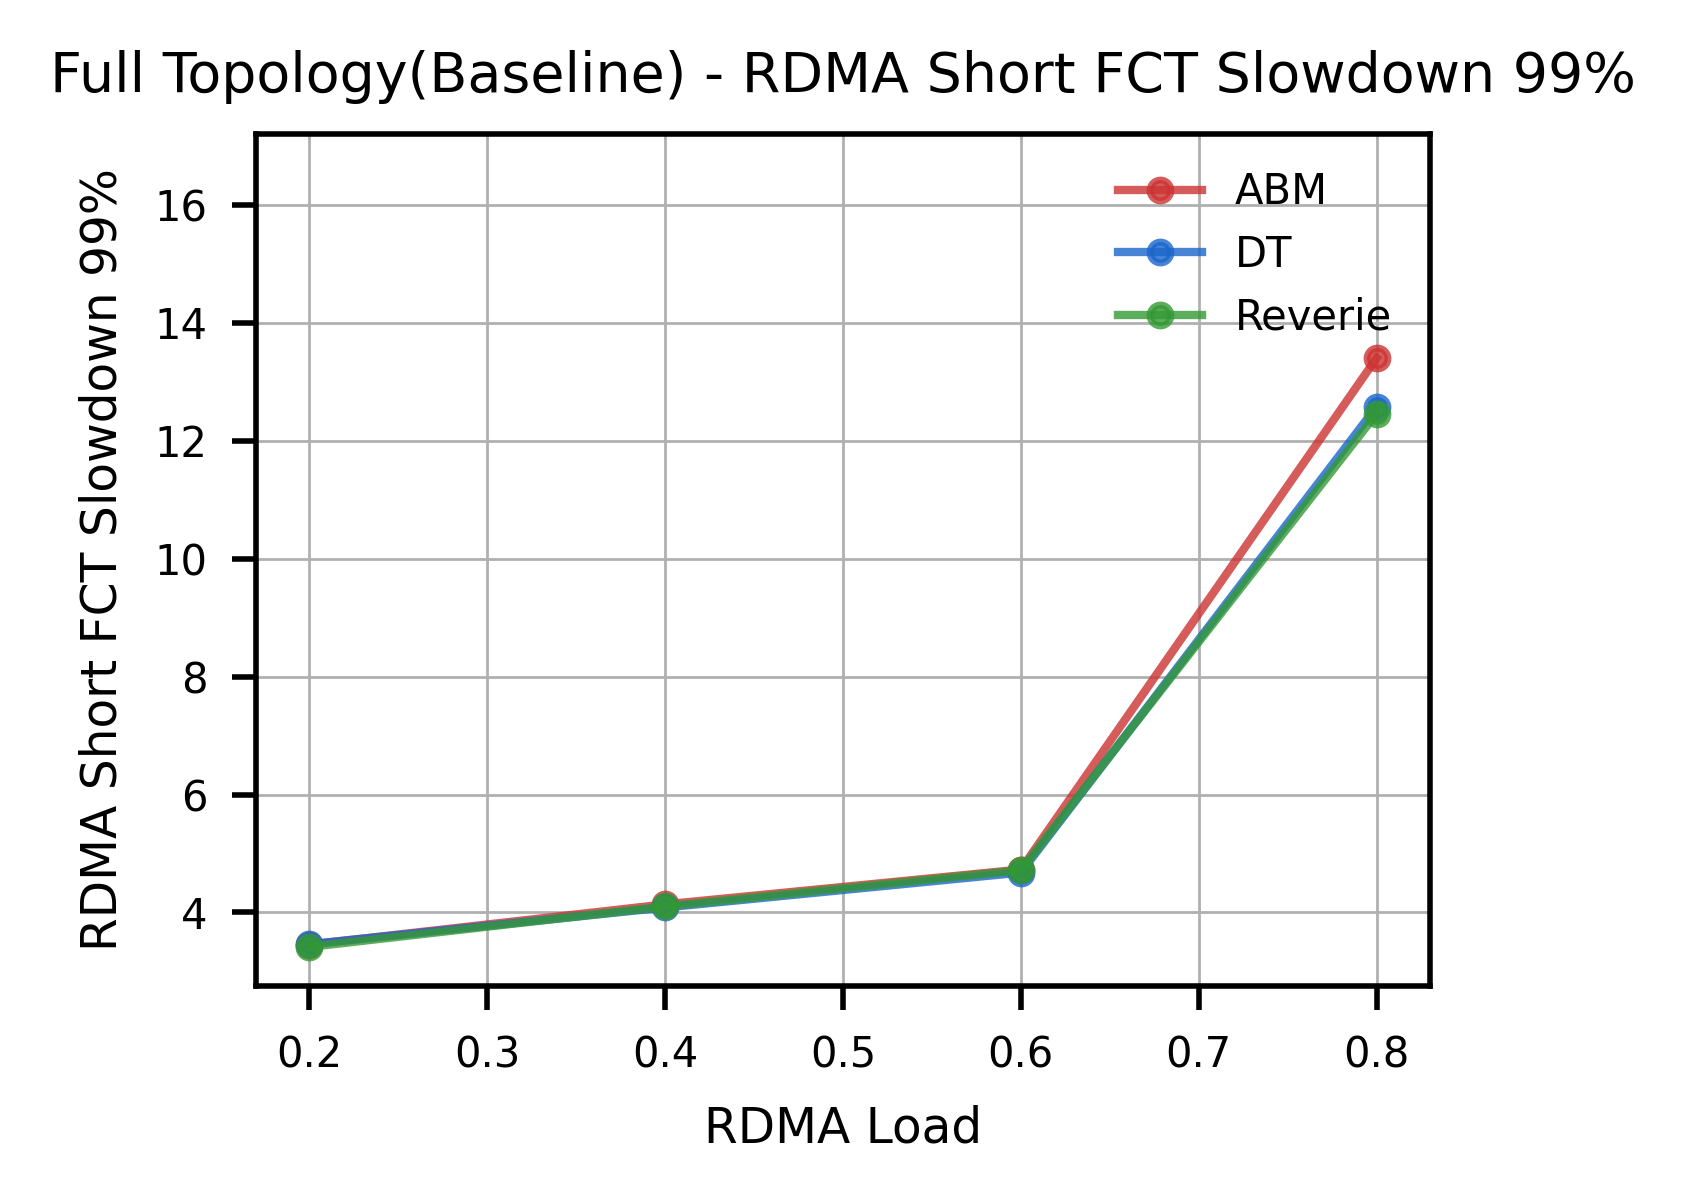 Full Topology(Baseline) - RDMA Short FCT Slowdown 99%
RDMA Short FCT Slowdown 99%
16
14
12
10
8
6
4
ABM
DT
Reverie
0.2 0.3 0.4 0.5 0.6 0.7 0.8
RDMA Load